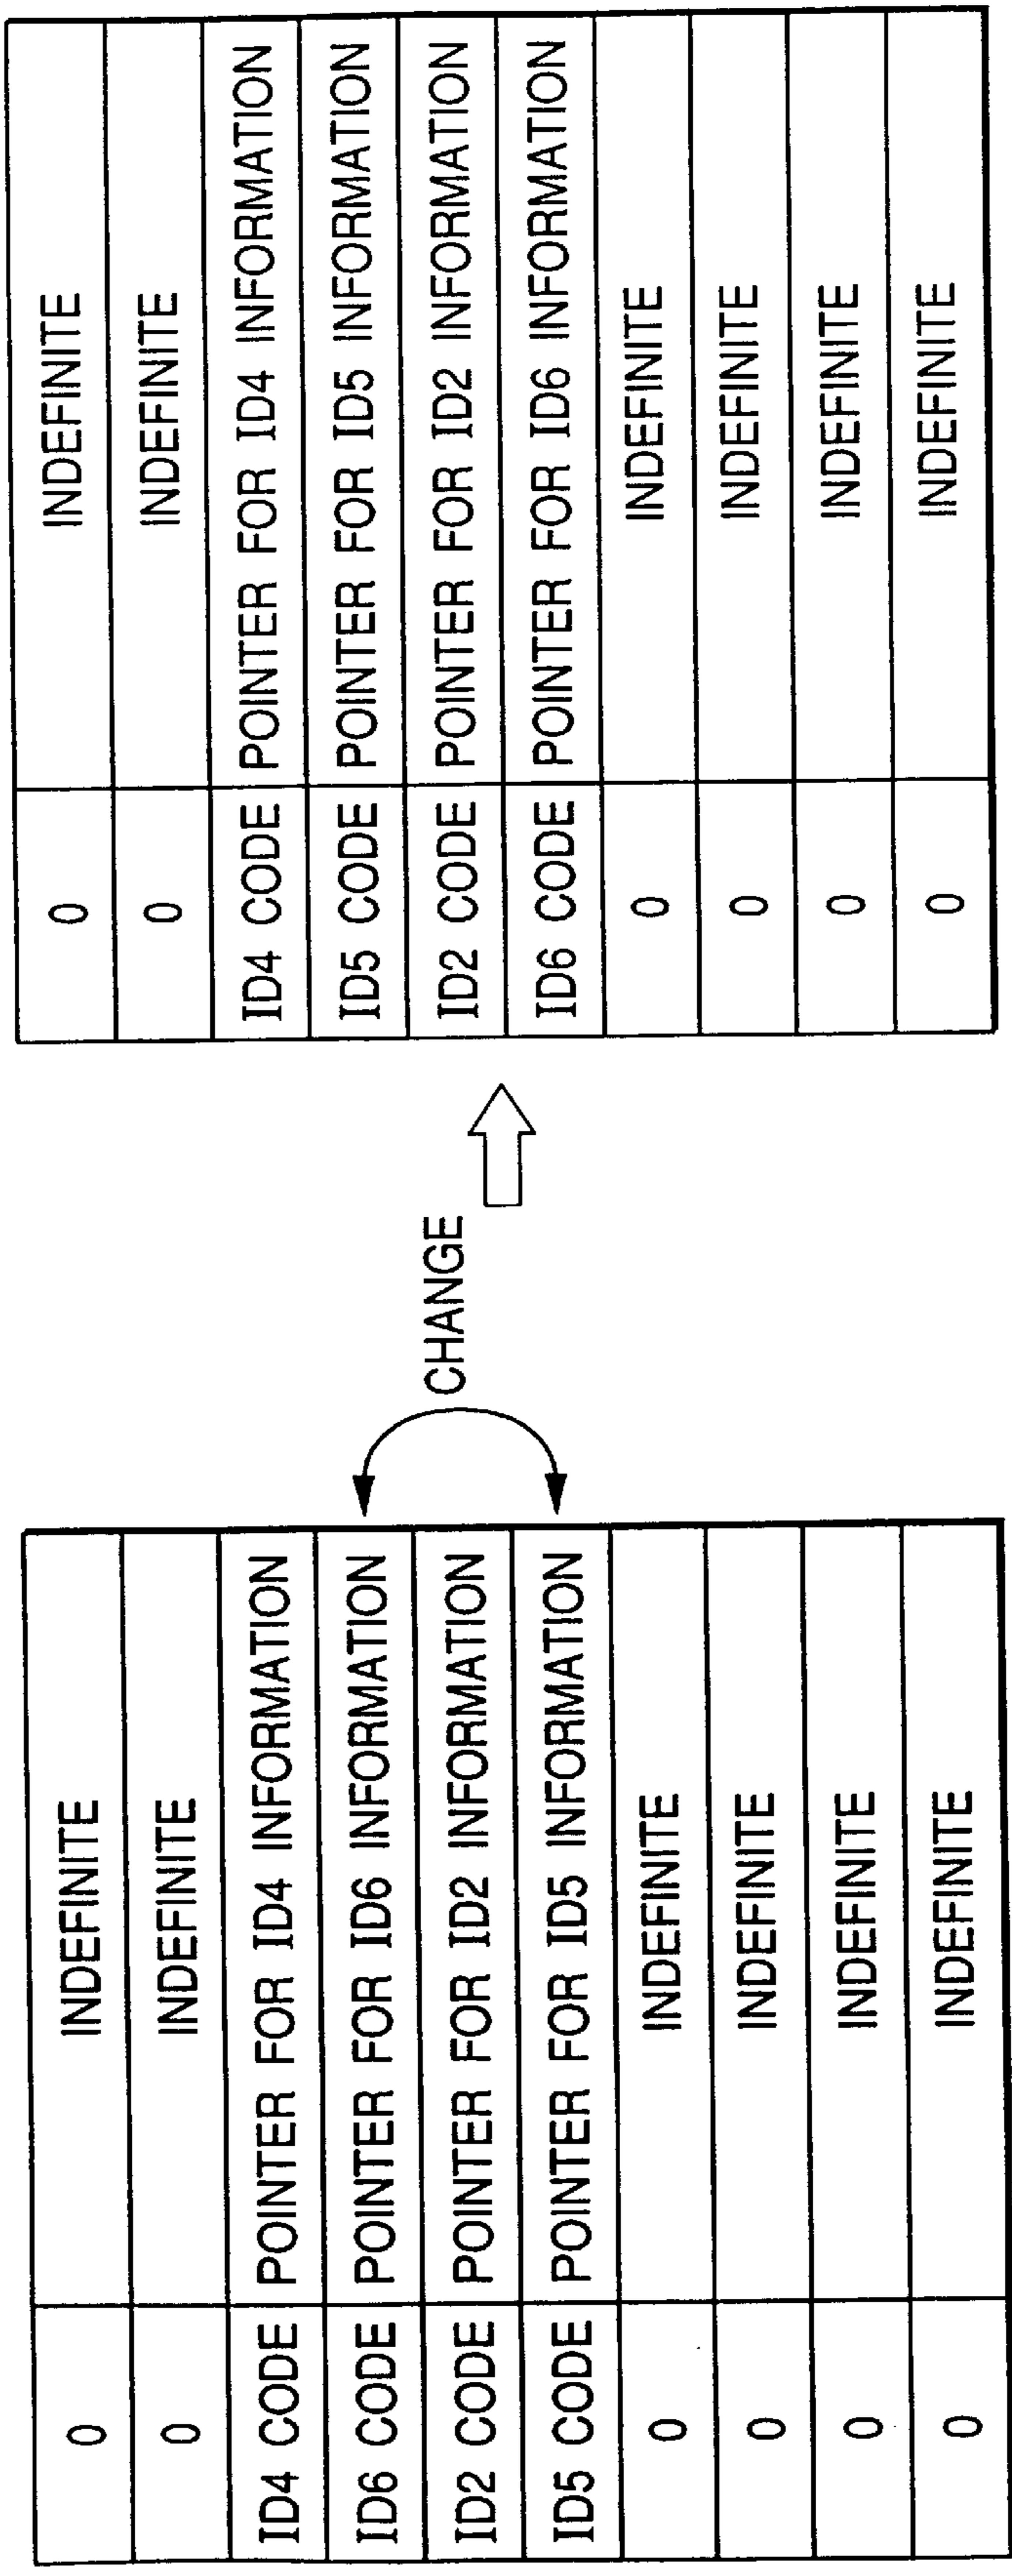 0 INDEFINITE
0 INDEFINITE
ID4 CODE POINTER FOR ID4 INFORMATION
ID6 CODE POINTER FOR ID6 INFORMATION
ID2 CODE POINTER FOR ID2 INFORMATION
ID5 CODE POINTER FOR ID5 INFORMATION
0 INDEFINITE
0 INDEFINITE
0 INDEFINITE
0 INDEFINITE
CHANGE
0 INDEFINITE
0 INDEFINITE
ID4 CODE POINTER FOR ID4 INFORMATION
ID5 CODE POINTER FOR ID5 INFORMATION
ID2 CODE POINTER FOR ID2 INFORMATION
ID6 CODE POINTER FOR ID6 INFORMATION
0 INDEFINITE
0 INDEFINITE
0 INDEFINITE
0 INDEFINITE